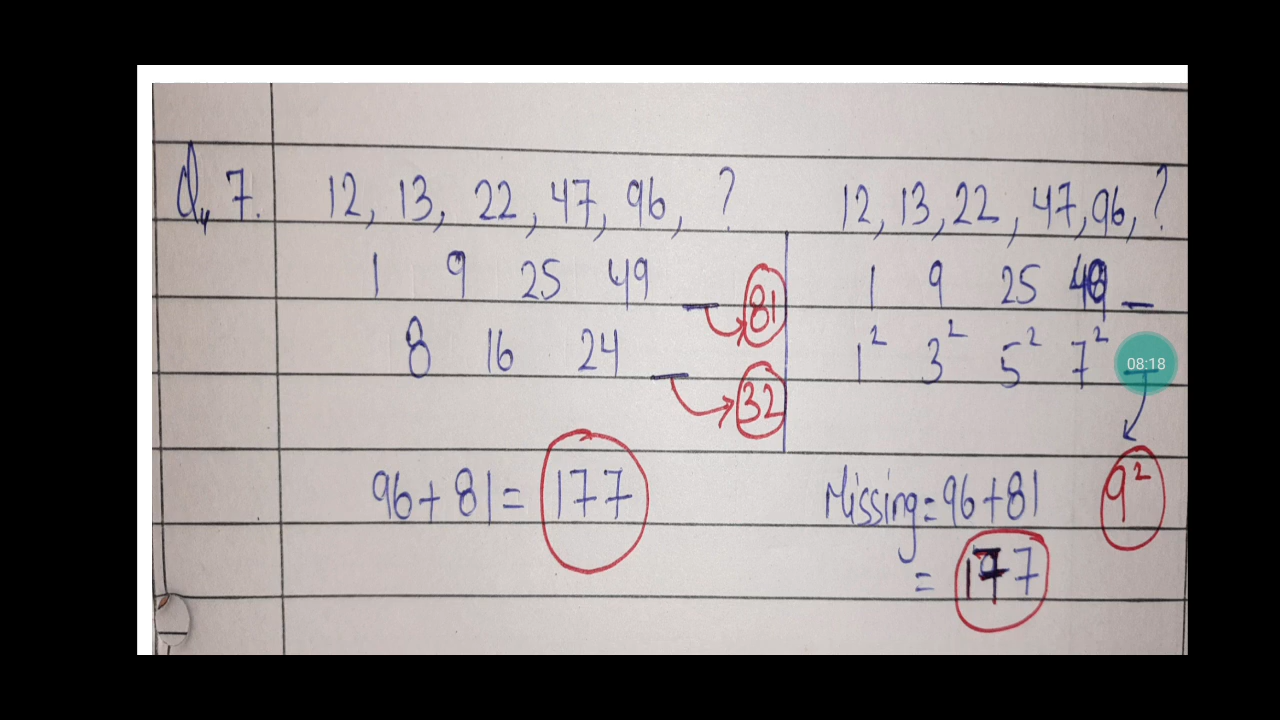 Q,, 7. 12, 13, 22, 47, 96, ?
1 9 25 49 _ 81
8 16 24 _ 32
96+81= 177
12, 13, 22, 47, 96, ?
1 9 25 49 _
1² 3² 5² 7² _
08:18
9²
Missing=96+81
= 177